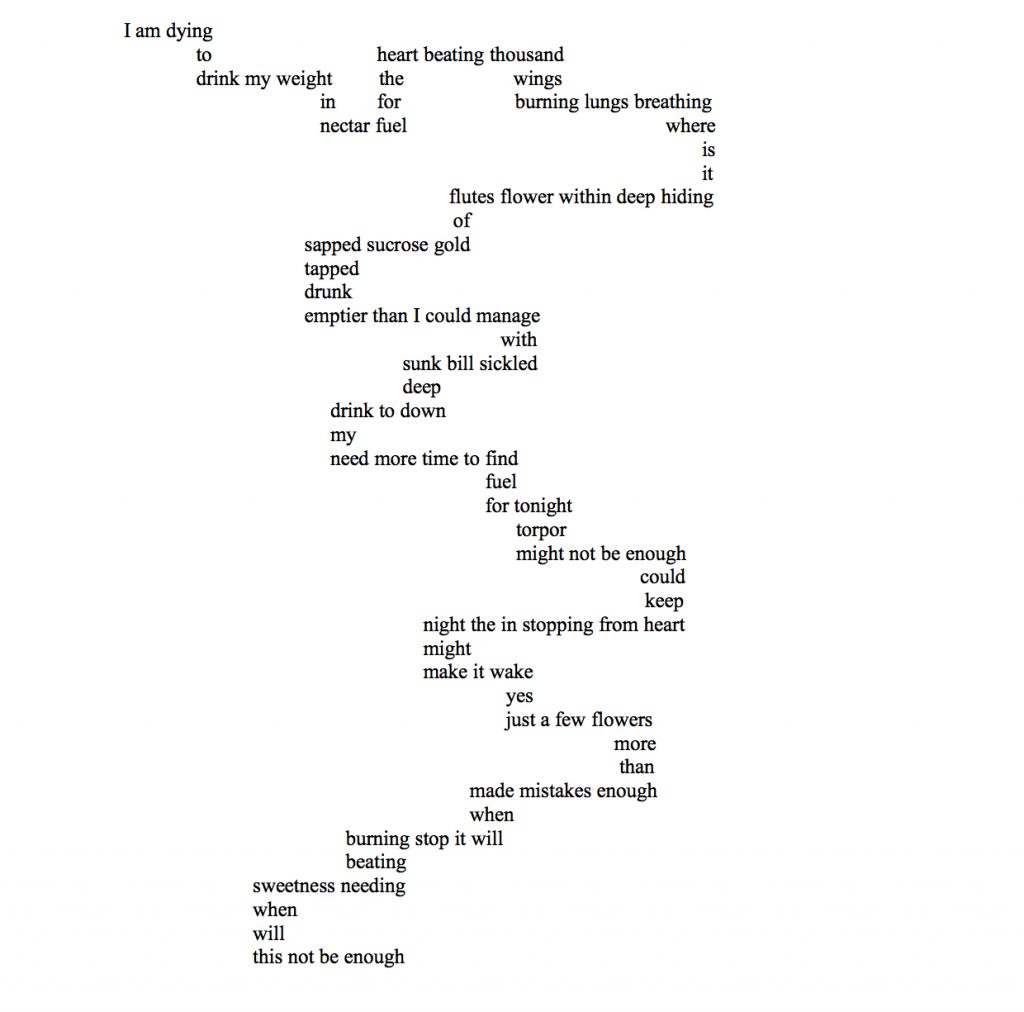 I am dying
to heart beating thousand
drink my weight the wings
in for burning lungs breathing
nectar fuel where
is
it
flutes flower within deep hiding
of
sapped sucrose gold
tapped
drunk
emptier than I could manage
with
sunk bill sickled
deep
drink to down
my
need more time to find
fuel
for tonight
torpor
might not be enough
could
keep
night the in stopping from heart
might
make it wake
yes
just a few flowers
more
than
made mistakes enough
when
burning stop it will
beating
sweetness needing
when
will
this not be enough